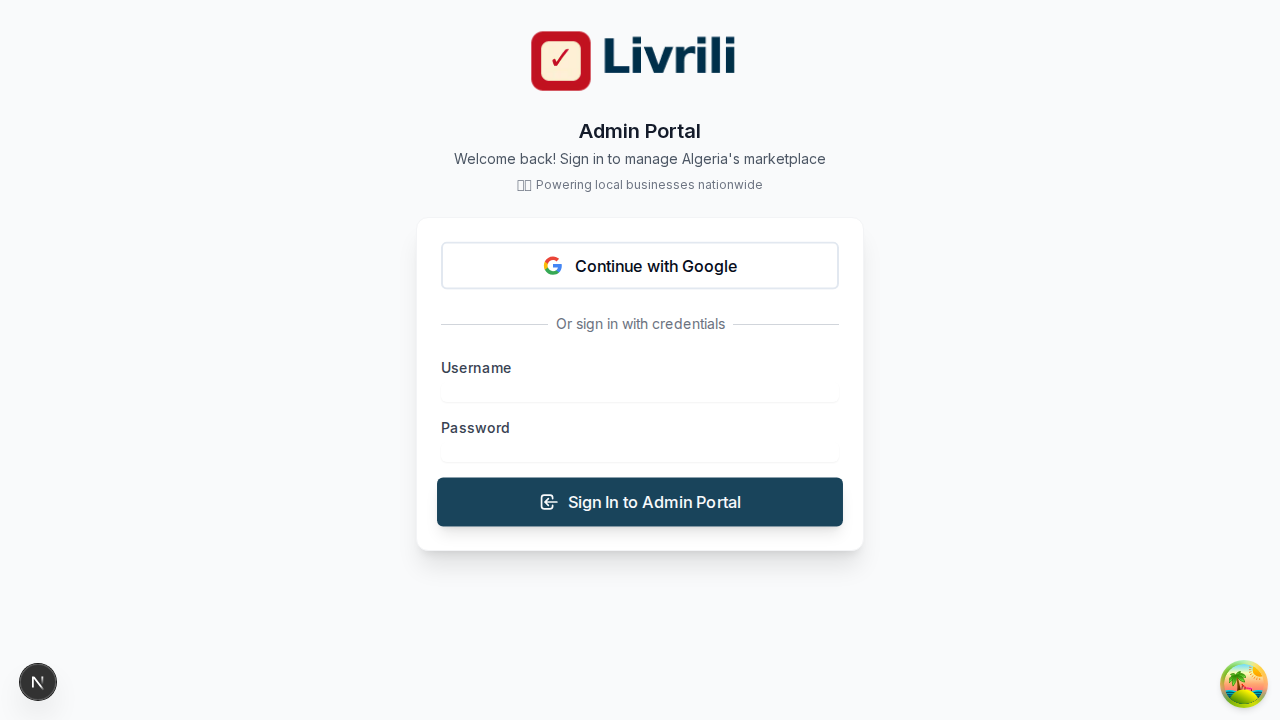 ✓ Livrili
Admin Portal
Welcome back! Sign in to manage Algeria's marketplace
Powering local businesses nationwide
Continue with Google
Or sign in with credentials
Username
Password
Sign In to Admin Portal
N